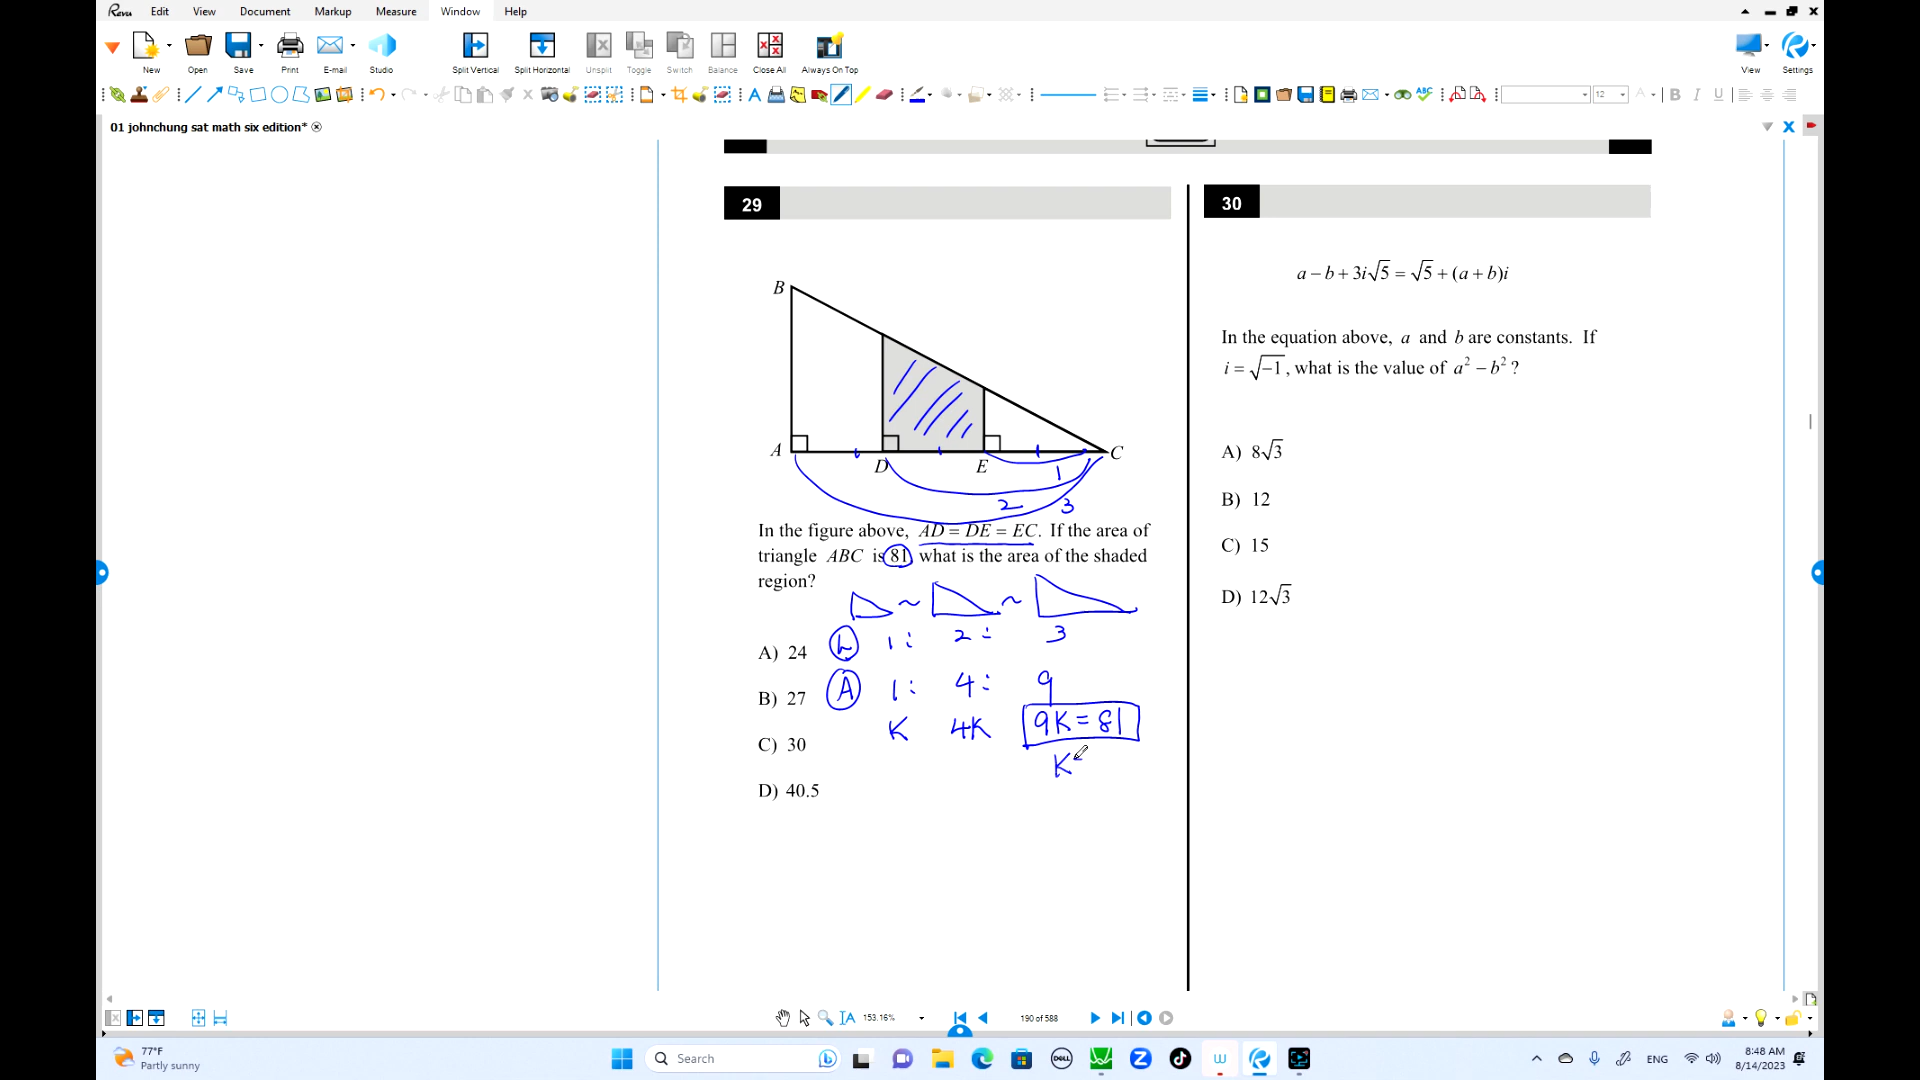 Revu Edit View Document Markup Measure Window Help
New Open Save Print E-mail Studio Split Vertical Split Horizontal Unsplit Toggle Switch Balance Close All Always On Top View Settings
12
01 johnchung sat math six edition*
29
B
A
D
E
C
1
2
3
In the figure above, AD = DE = EC. If the area of
triangle ABC is 81 what is the area of the shaded
region?
~ ~
L 1 : 2 : 3
A) 24
A 1 : 4 : 9
B) 27
K 4K 9K = 81
C) 30
K
D) 40.5
30
a − b + 3i√5 = √5 + (a + b)i
In the equation above, a and b are constants. If
i = √−1, what is the value of a² − b² ?
A) 8√3
B) 12
C) 15
D) 12√3
153.16%
190 of 588
77°F
Partly sunny
Search
DELL
ENG
8:48 AM
8/14/2023